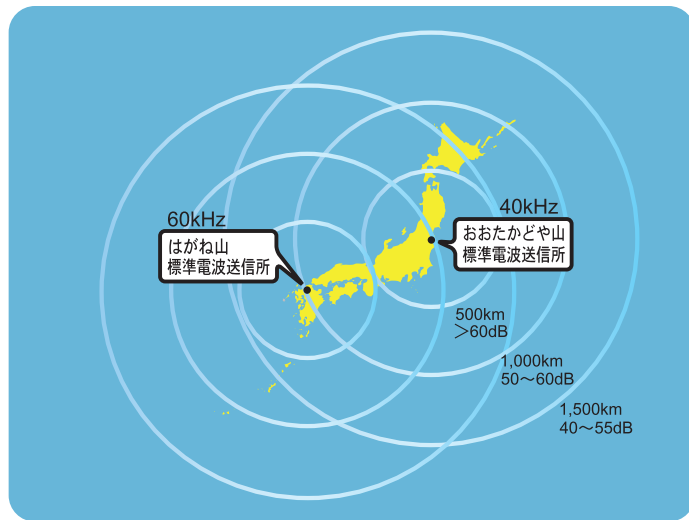 60kHz
はがね山
標準電波送信所
40kHz
おおたかどや山
標準電波送信所
500km
＞60dB
1,000km
50〜60dB
1,500km
40〜55dB